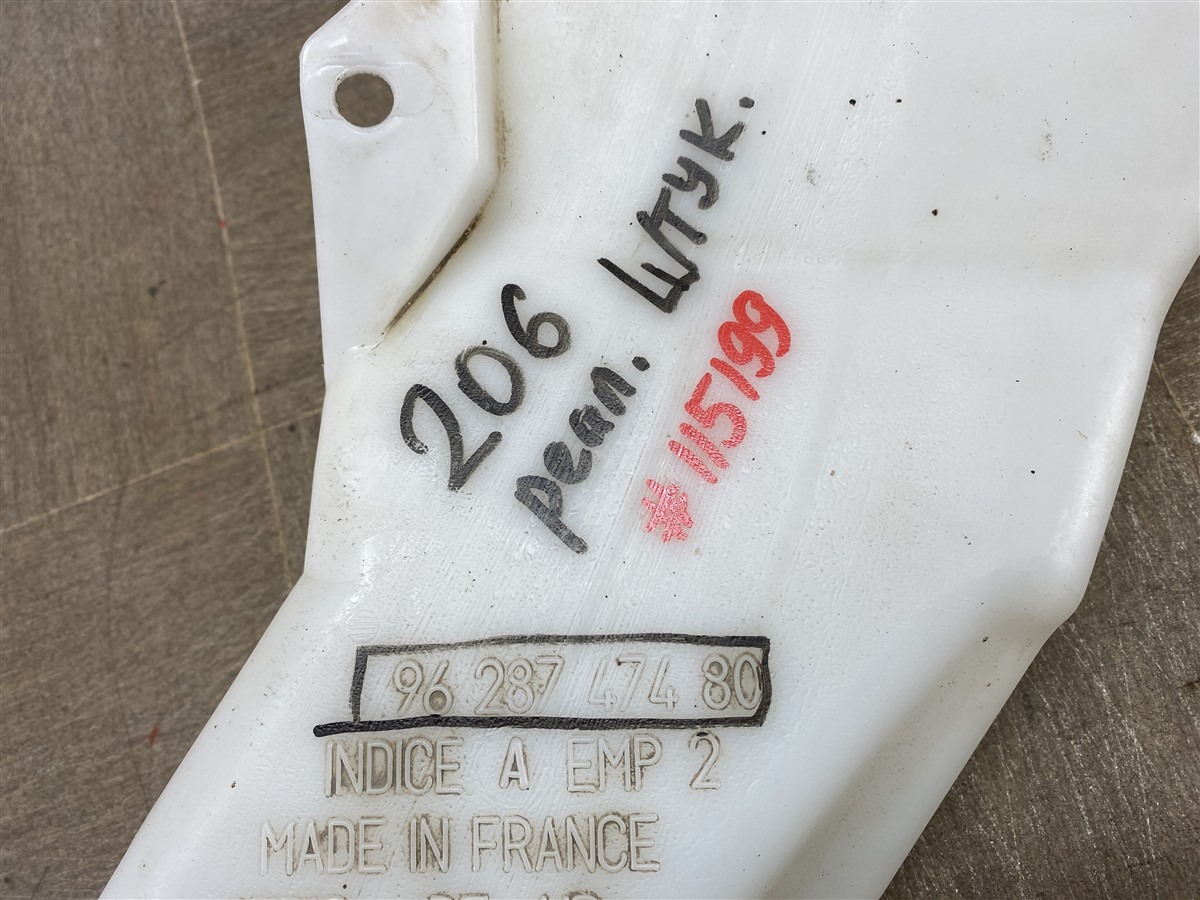 206 штук.
реал.
#115199
96 287 474 80
INDICE A EMP 2
MADE IN FRANCE